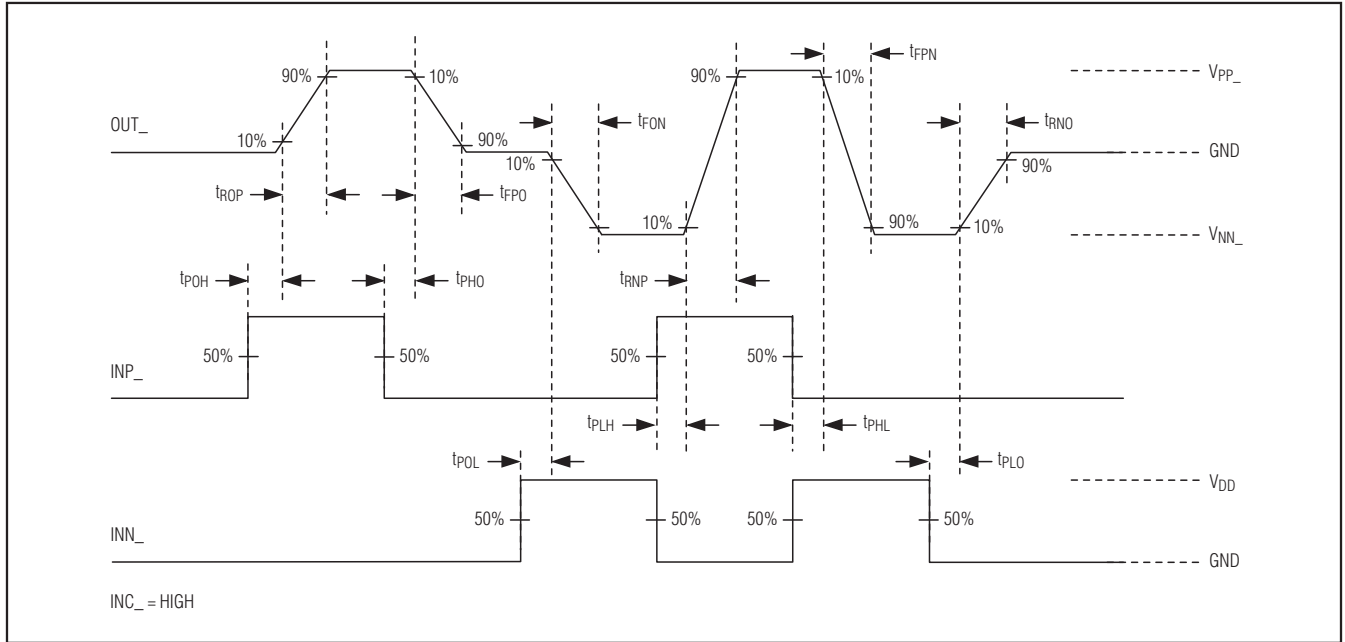 tFPN
90%
10%
90%
10%
VPP_
OUT_
tFON
tRNO
10%
90%
10%
GND
90%
tROP
tFPO
10%
90%
10%
VNN_
tPOH
tPHO
tRNP
50%
50%
50%
50%
INP_
tPLH
tPHL
tPOL
tPLO
VDD
50%
50%
50%
50%
INN_
GND
INC_ = HIGH